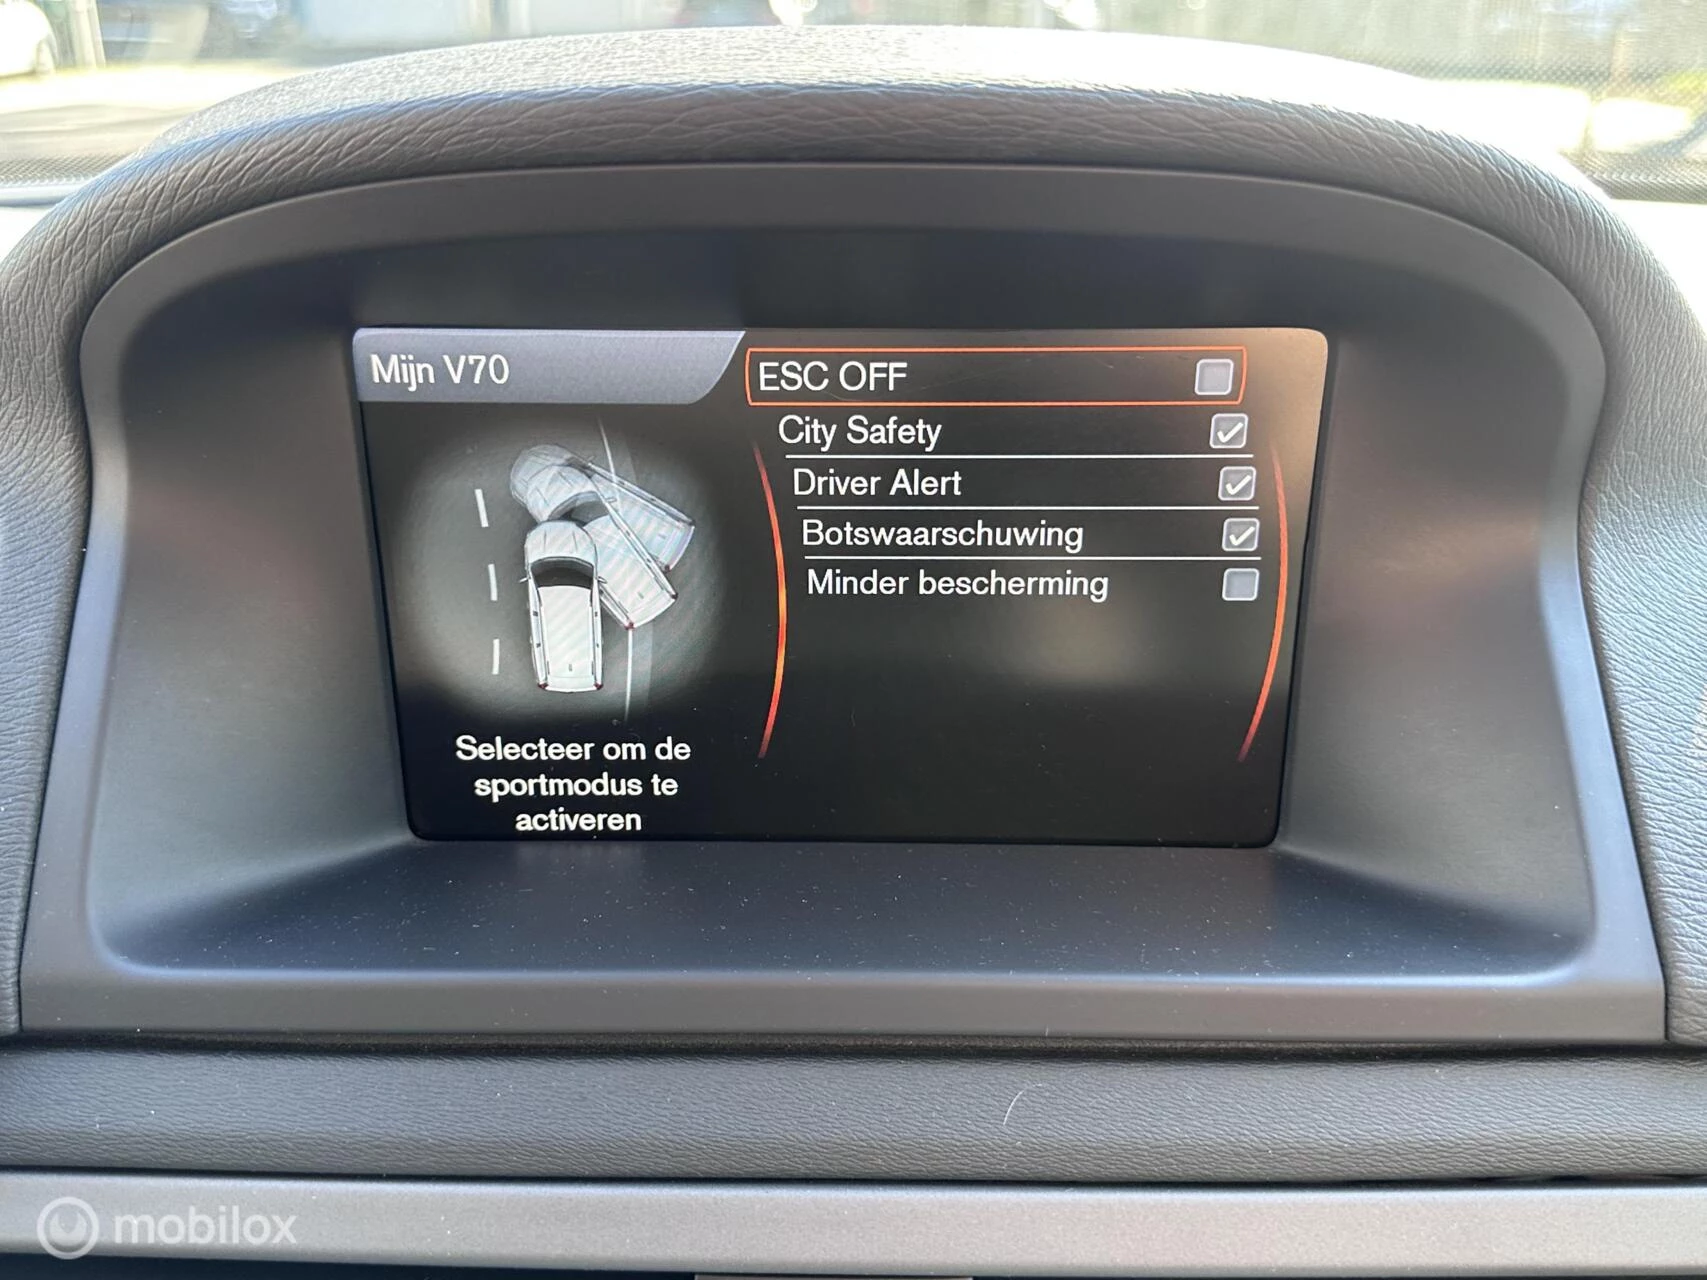 Mijn V70
ESC OFF
City Safety
Driver Alert
Botswaarschuwing
Minder bescherming
Selecteer om de
sportmodus te
activeren
mobilox